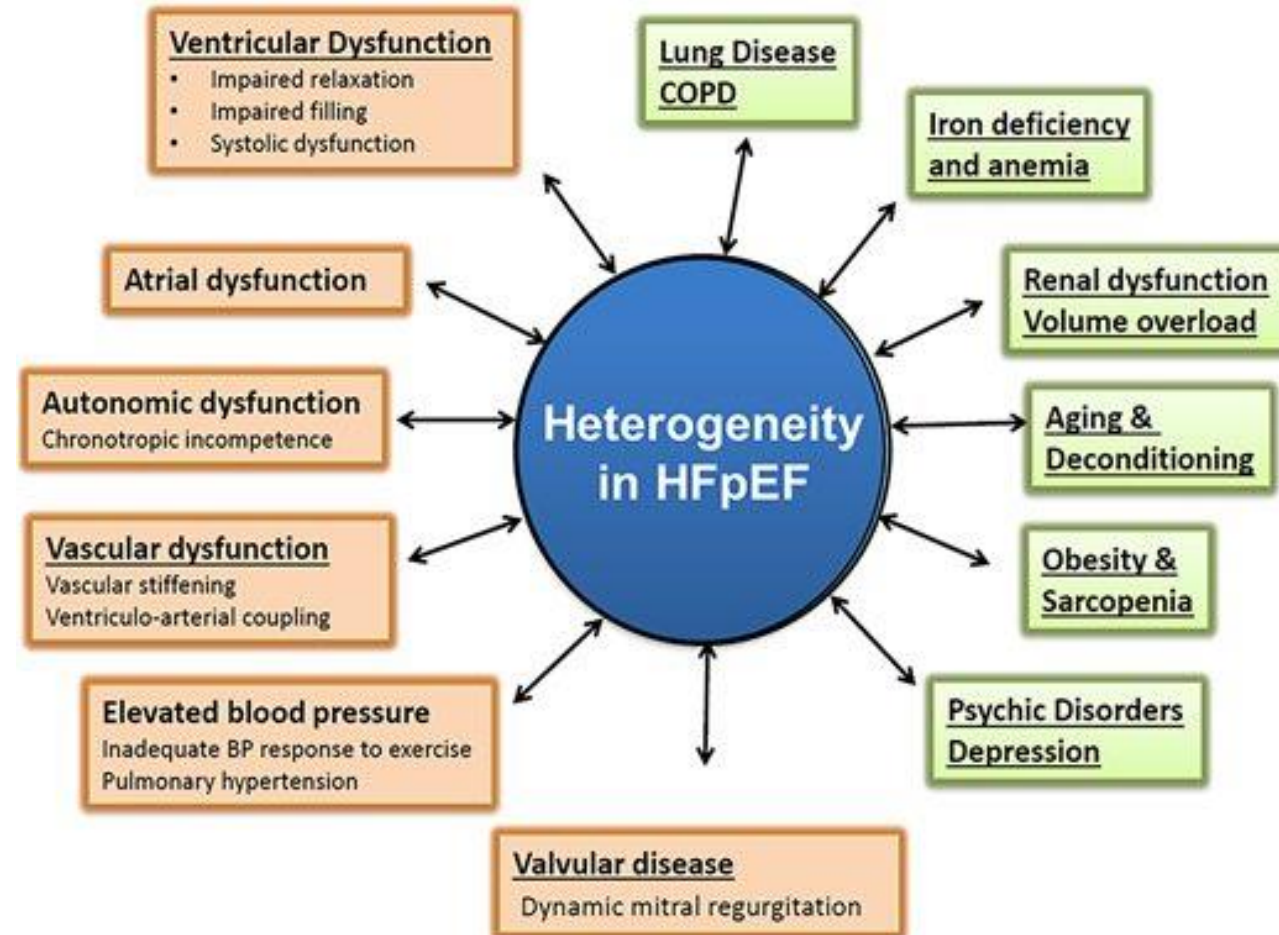 Ventricular Dysfunction
• Impaired relaxation
• Impaired filling
• Systolic dysfunction
Lung Disease
COPD
Iron deficiency
and anemia
Atrial dysfunction
Renal dysfunction
Volume overload
Autonomic dysfunction
Chronotropic incompetence
Heterogeneity
in HFpEF
Aging &
Deconditioning
Vascular dysfunction
Vascular stiffening
Ventriculo-arterial coupling
Obesity &
Sarcopenia
Elevated blood pressure
Inadequate BP response to exercise
Pulmonary hypertension
Psychic Disorders
Depression
Valvular disease
Dynamic mitral regurgitation